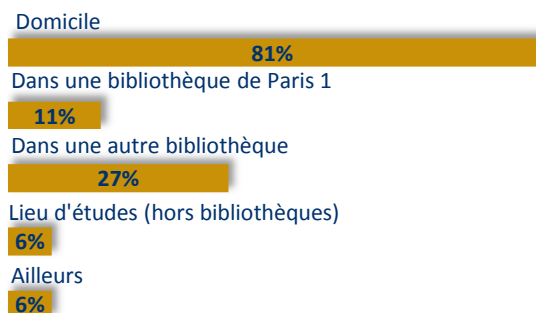 Domicile
81%
Dans une bibliothèque de Paris 1
11%
Dans une autre bibliothèque
27%
Lieu d'études (hors bibliothèques)
6%
Ailleurs
6%